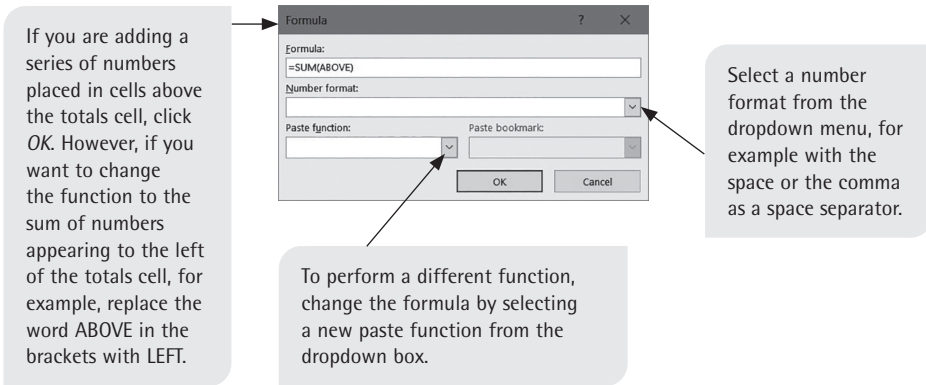 If you are adding a
series of numbers
placed in cells above
the totals cell, click
OK. However, if you
want to change
the function to the
sum of numbers
appearing to the left
of the totals cell, for
example, replace the
word ABOVE in the
brackets with LEFT.
Formula ? ×
Formula:
=SUM(ABOVE)
Number format:
Paste function: Paste bookmark:
OK Cancel
Select a number
format from the
dropdown menu, for
example with the
space or the comma
as a space separator.
To perform a different function,
change the formula by selecting
a new paste function from the
dropdown box.